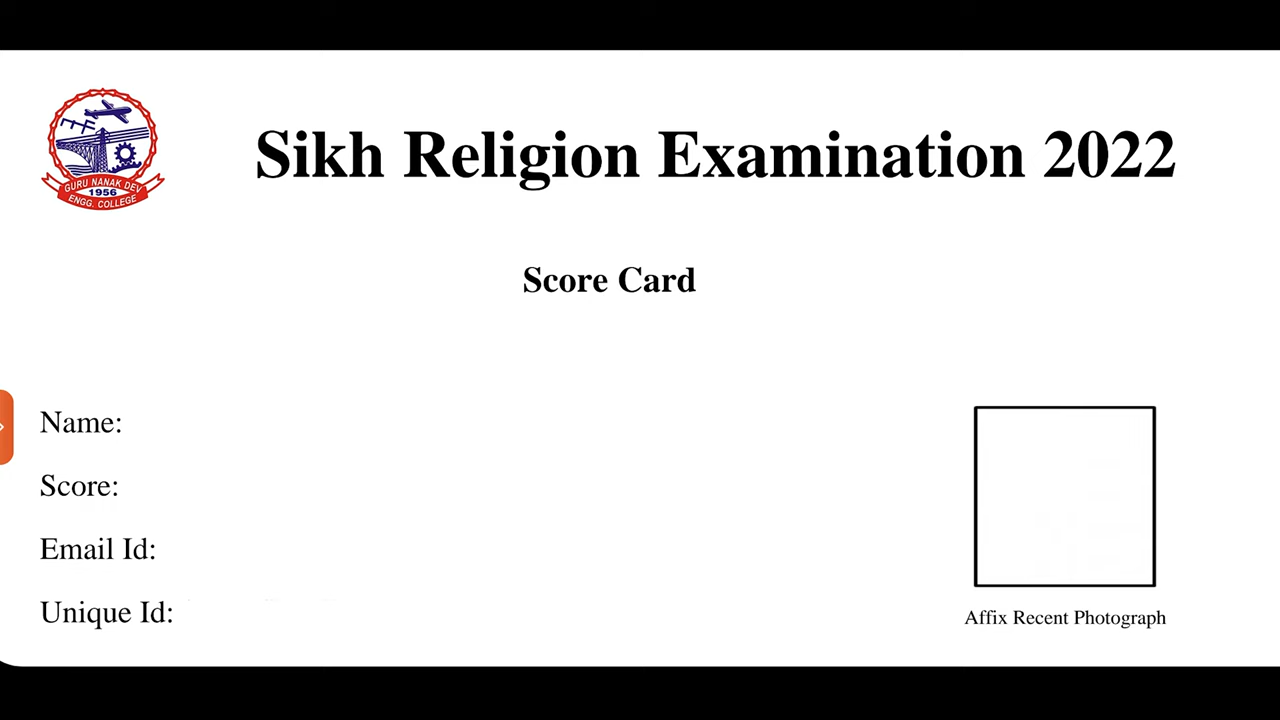 Sikh Religion Examination 2022
GURU NANAK DEV
1956
ENGG. COLLEGE
Score Card
Name:
Score:
Email Id:
Unique Id:
Affix Recent Photograph